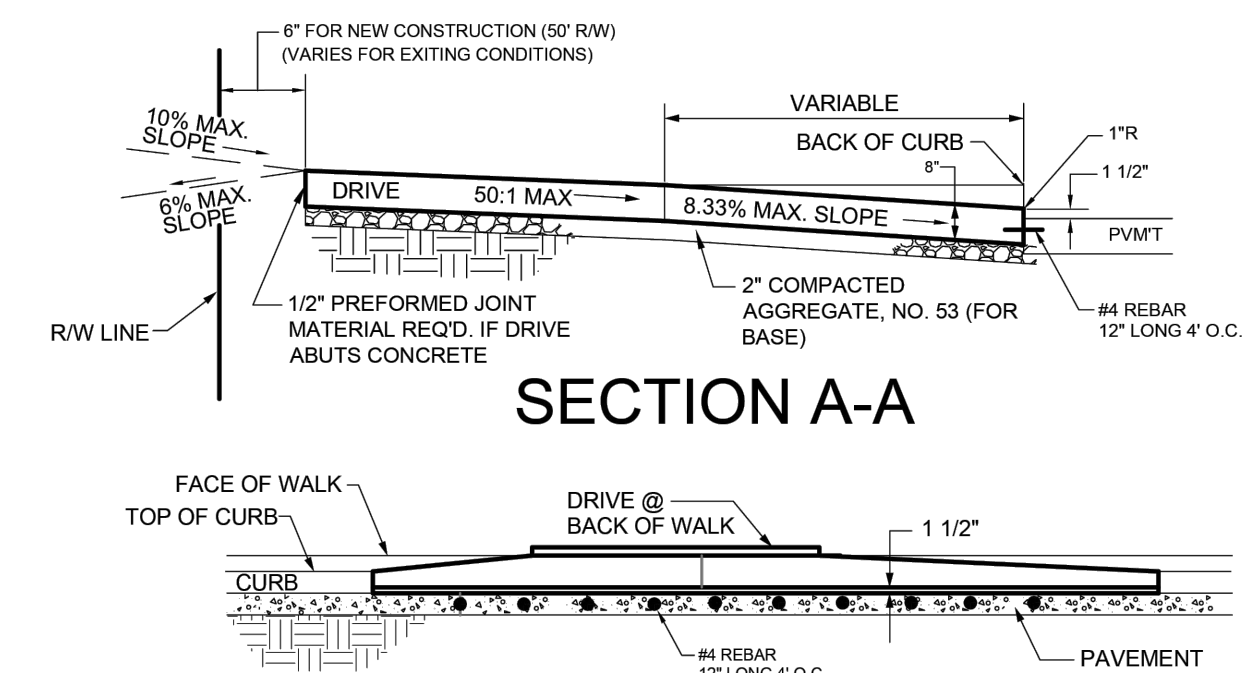 6" FOR NEW CONSTRUCTION (50' R/W)
(VARIES FOR EXITING CONDITIONS)
10% MAX.
SLOPE
6% MAX.
SLOPE
R/W LINE
DRIVE
50:1 MAX
8.33% MAX. SLOPE
VARIABLE
BACK OF CURB
8"
1"R
1 1/2"
PVM'T
1/2" PREFORMED JOINT
MATERIAL REQ'D. IF DRIVE
ABUTS CONCRETE
2" COMPACTED
AGGREGATE, NO. 53 (FOR
BASE)
#4 REBAR
12" LONG 4' O.C.
SECTION A-A
FACE OF WALK
TOP OF CURB
CURB
DRIVE @
BACK OF WALK
1 1/2"
#4 REBAR
12" LONG 4' O.C.
PAVEMENT